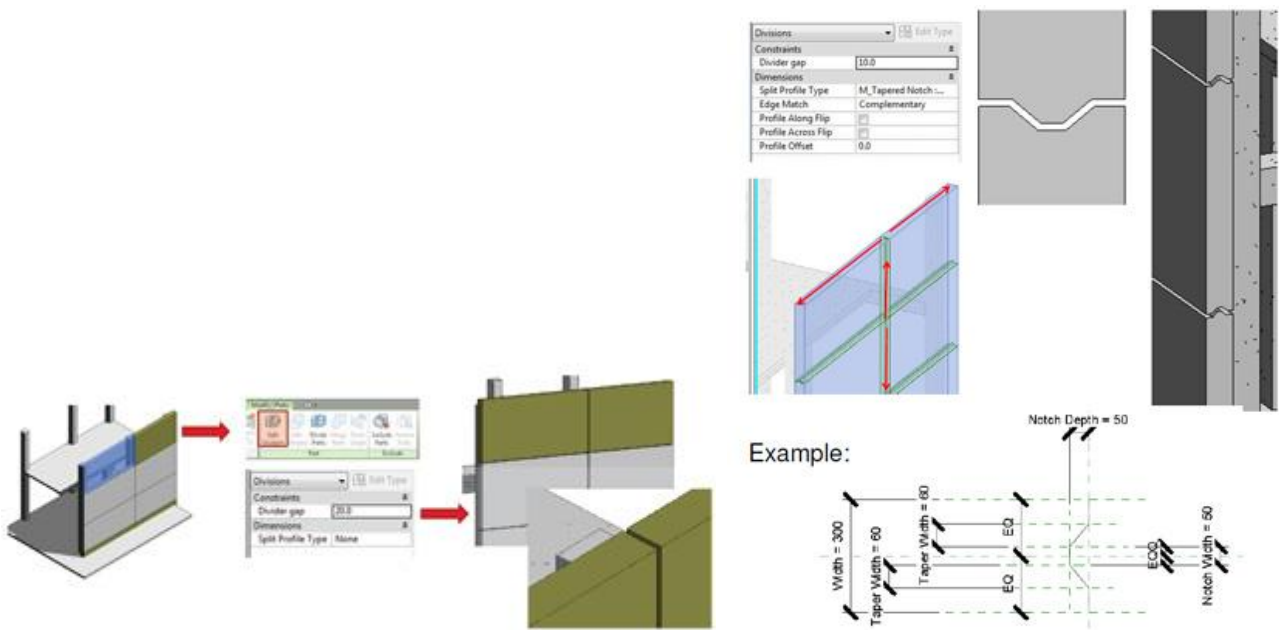 Divisions
Edit Type
Constraints
Divider gap 10.0
Dimensions
Split Profile Type M_Tapered Notch :...
Edge Match Complementary
Profile Along Flip
Profile Across Flip
Profile Offset 0.0
Divisions
Edit Type
Constraints
Divider gap 20.0
Dimensions
Split Profile Type None
Example:
Notch Depth = 50
Width = 300
Taper Width = 60
Taper Width = 60
EQ
EQ
EQ
Notch Width = 50